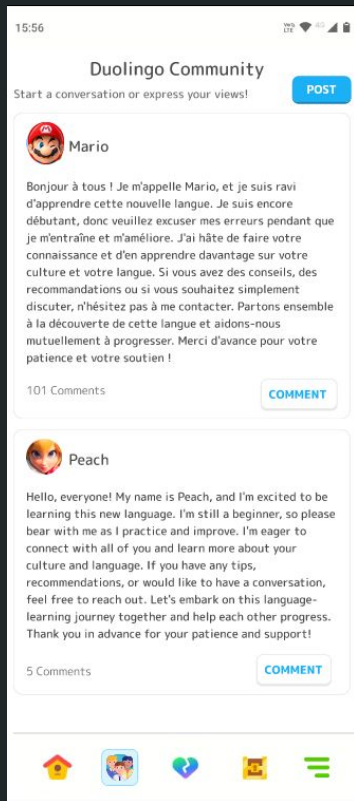 15:56
Vo) LTE 4G
Duolingo Community
Start a conversation or express your views!
POST
Mario
Bonjour à tous ! Je m'appelle Mario, et je suis ravi
d'apprendre cette nouvelle langue. Je suis encore
débutant, donc veuillez excuser mes erreurs pendant que
je m'entraîne et m'améliore. J'ai hâte de faire votre
connaissance et d'en apprendre davantage sur votre
culture et votre langue. Si vous avez des conseils, des
recommandations ou si vous souhaitez simplement
discuter, n'hésitez pas à me contacter. Partons ensemble
à la découverte de cette langue et aidons-nous
mutuellement à progresser. Merci d'avance pour votre
patience et votre soutien !
101 Comments
COMMENT
Peach
Hello, everyone! My name is Peach, and I'm excited to be
learning this new language. I'm still a beginner, so please
bear with me as I practice and improve. I'm eager to
connect with all of you and learn more about your
culture and language. If you have any tips,
recommendations, or would like to have a conversation,
feel free to reach out. Let's embark on this language-
learning journey together and help each other progress.
Thank you in advance for your patience and support!
5 Comments
COMMENT